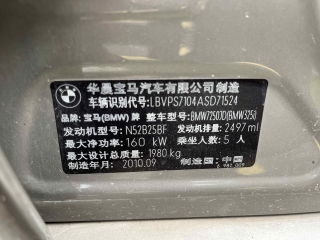 华晨宝马汽车有限公司制造
车辆识别代号: LBVPS7104ASD71524
品牌: 宝马(BMW)牌 整车型号: BMW7250TD(BMW325i)
发动机型号: N52B25BF 发动机排量: 2497 ml
最大净功率: 160 kW 乘坐人数: 5 人
最大设计总质量: 1980 kg
制造年月: 2010.09 制造国: 中国
6 982 009